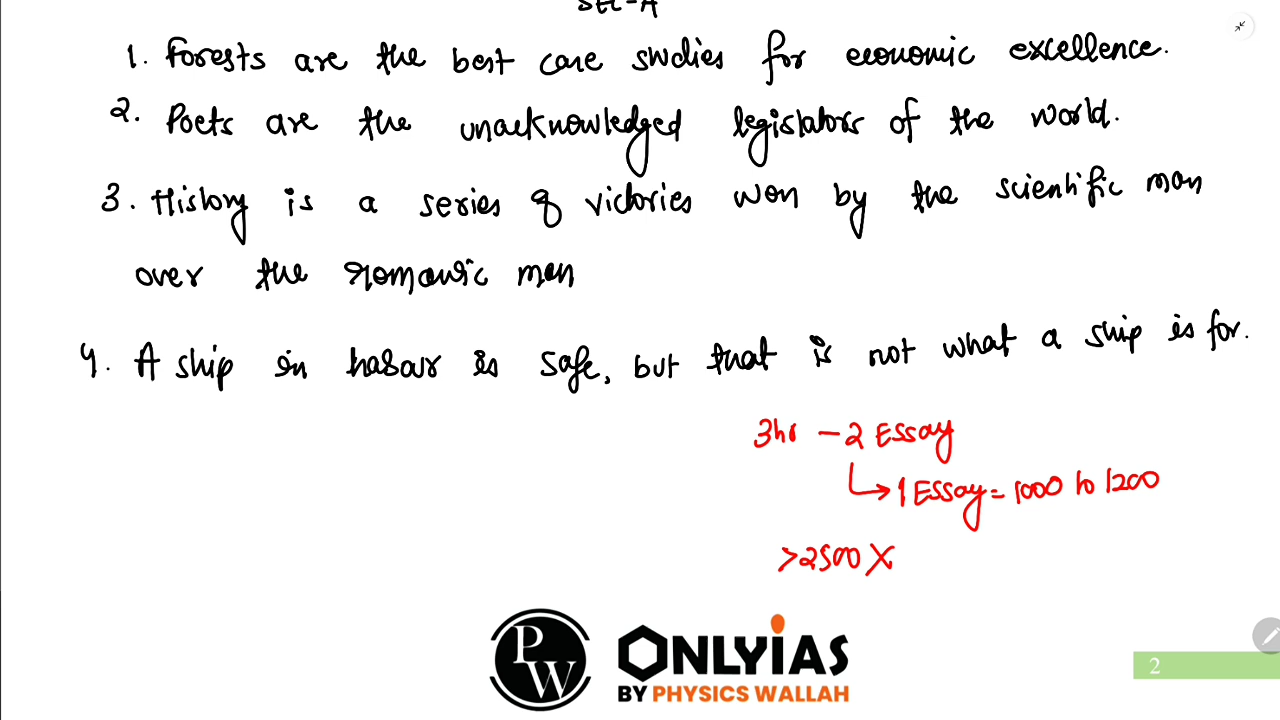 SEC-A
1. Forests are the best case studies for economic excellence.
2. Poets are the unacknowledged legislators of the world.
3. History is a series of victories won by the scientific man
over the romantic man
4. A ship in habour is safe, but that is not what a ship is for.
3hr - 2 Essay
→ 1 Essay = 1000 to 1200
>2500 X
PW
ONLYiAS
BY PHYSICS WALLAH
2